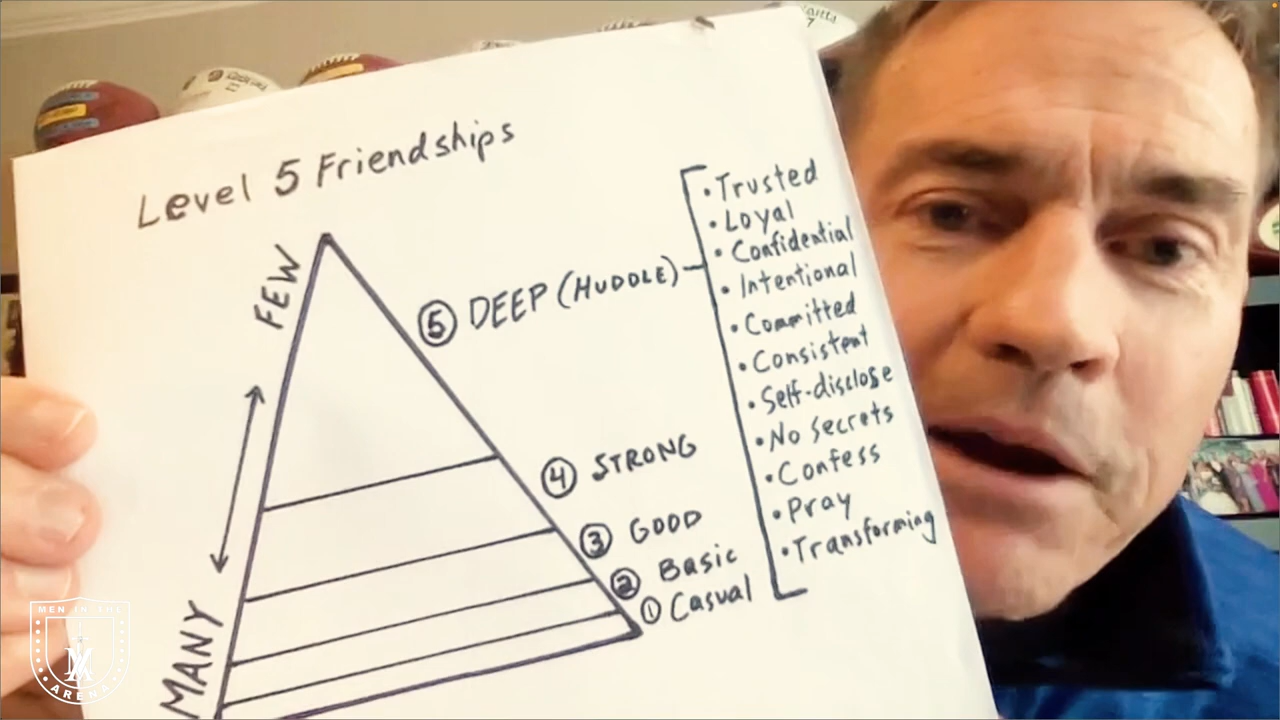 Level 5 Friendships
FEW
MANY
⑤ DEEP (HUDDLE)
• Trusted
• Loyal
• Confidential
• Intentional
• Committed
• Consistent
• Self-disclose
• No secrets
• Confess
• Pray
• Transforming
④ STRONG
③ GOOD
② Basic
① Casual
MEN IN THE
ARENA